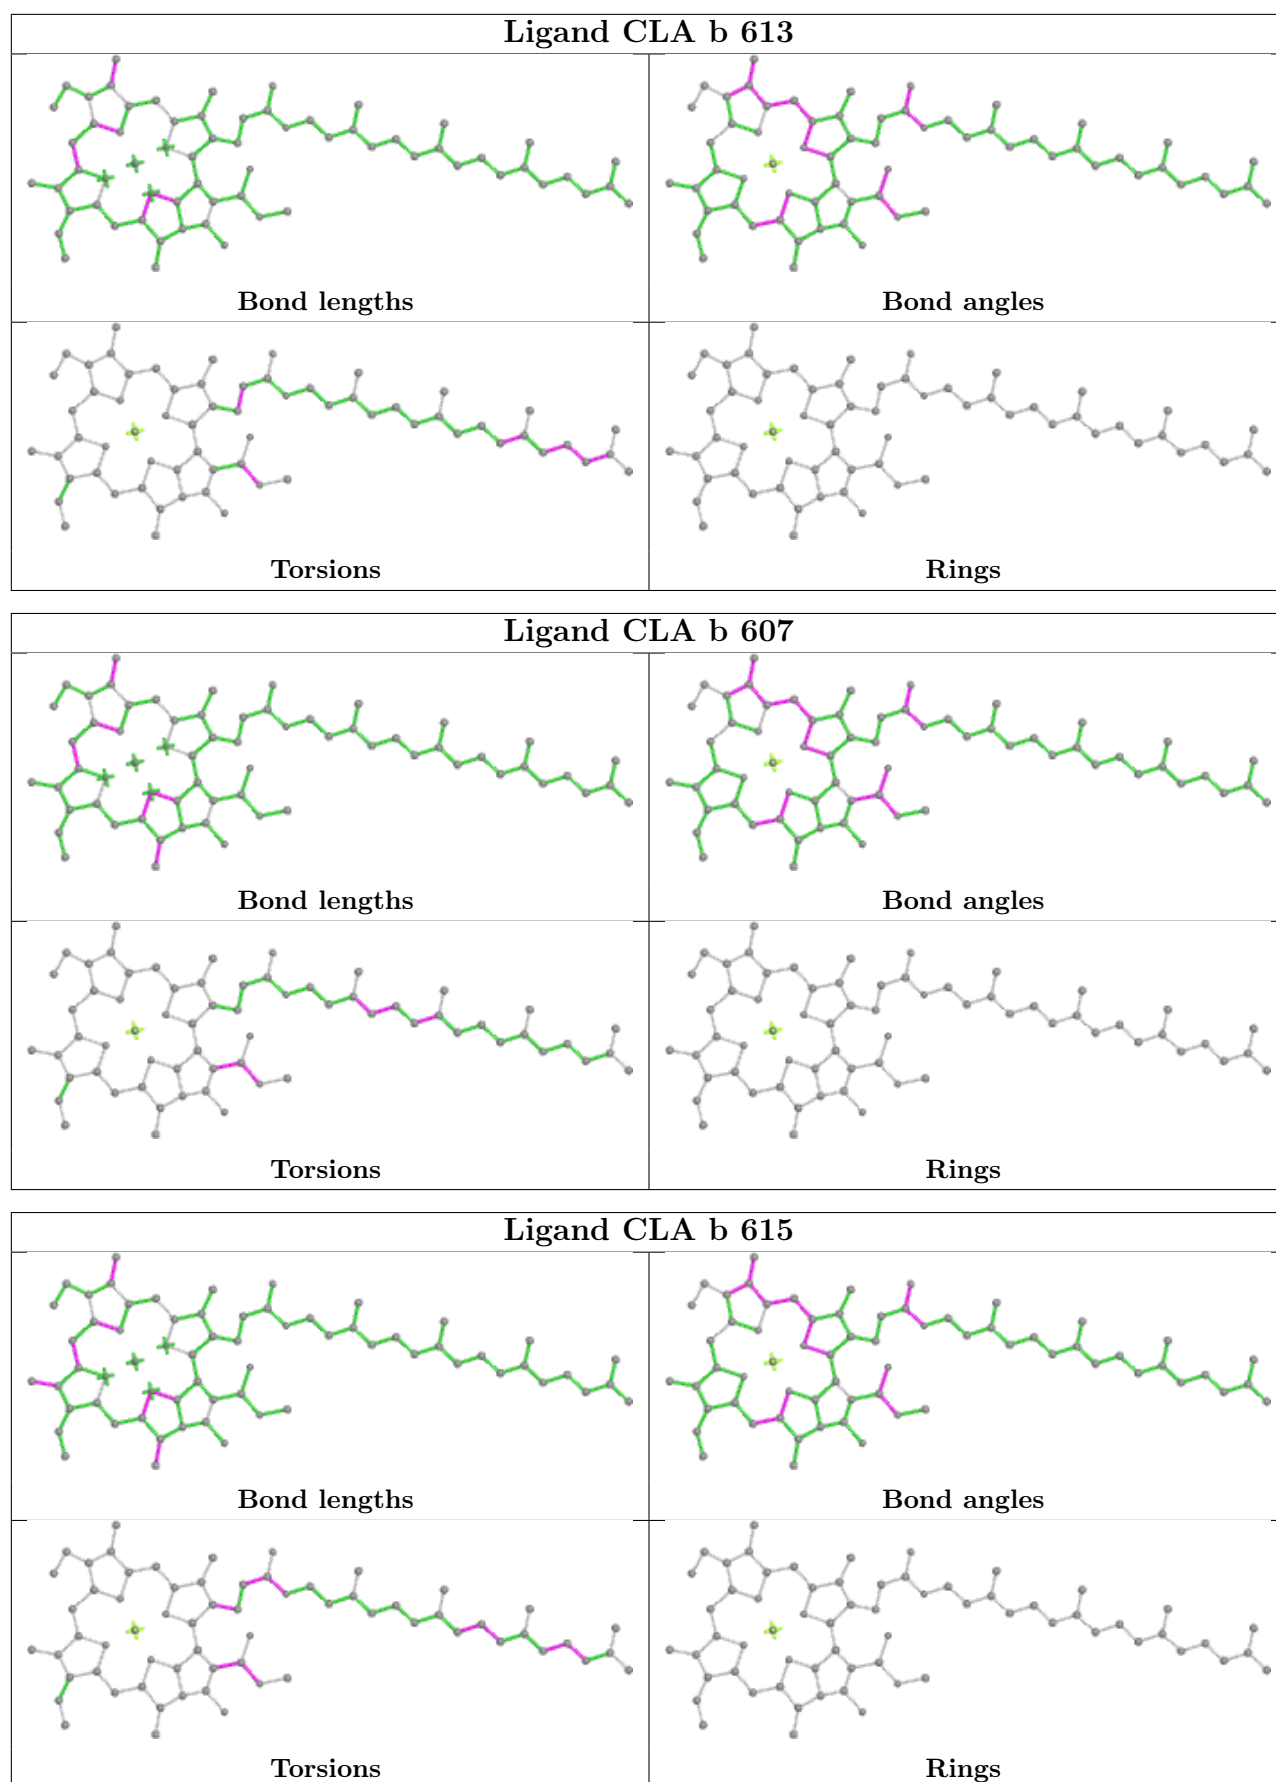 Ligand CLA b 613
Bond lengths
Bond angles
Torsions
Rings
Ligand CLA b 607
Bond lengths
Bond angles
Torsions
Rings
Ligand CLA b 615
Bond lengths
Bond angles
Torsions
Rings